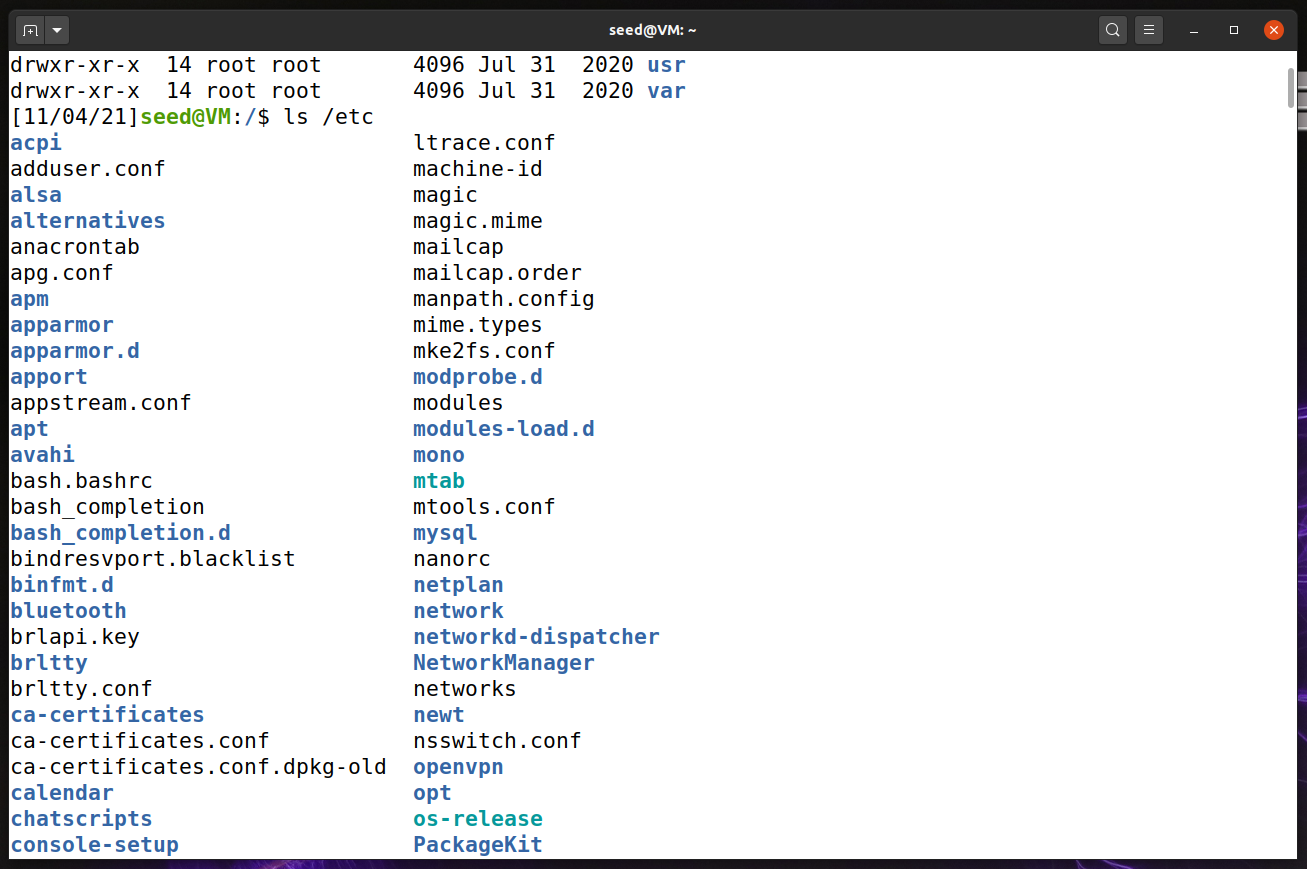 seed@VM: ~
drwxr-xr-x  14 root root       4096 Jul 31  2020 usr
drwxr-xr-x  14 root root       4096 Jul 31  2020 var
[11/04/21]seed@VM:/$ ls /etc
acpi                           ltrace.conf
adduser.conf                   machine-id
alsa                           magic
alternatives                   magic.mime
anacrontab                     mailcap
apg.conf                       mailcap.order
apm                            manpath.config
apparmor                       mime.types
apparmor.d                     mke2fs.conf
apport                         modprobe.d
appstream.conf                 modules
apt                            modules-load.d
avahi                          mono
bash.bashrc                    mtab
bash_completion                mtools.conf
bash_completion.d              mysql
bindresvport.blacklist         nanorc
binfmt.d                       netplan
bluetooth                      network
brlapi.key                     networkd-dispatcher
brltty                         NetworkManager
brltty.conf                    networks
ca-certificates                newt
ca-certificates.conf           nsswitch.conf
ca-certificates.conf.dpkg-old  openvpn
calendar                       opt
chatscripts                    os-release
console-setup                  PackageKit